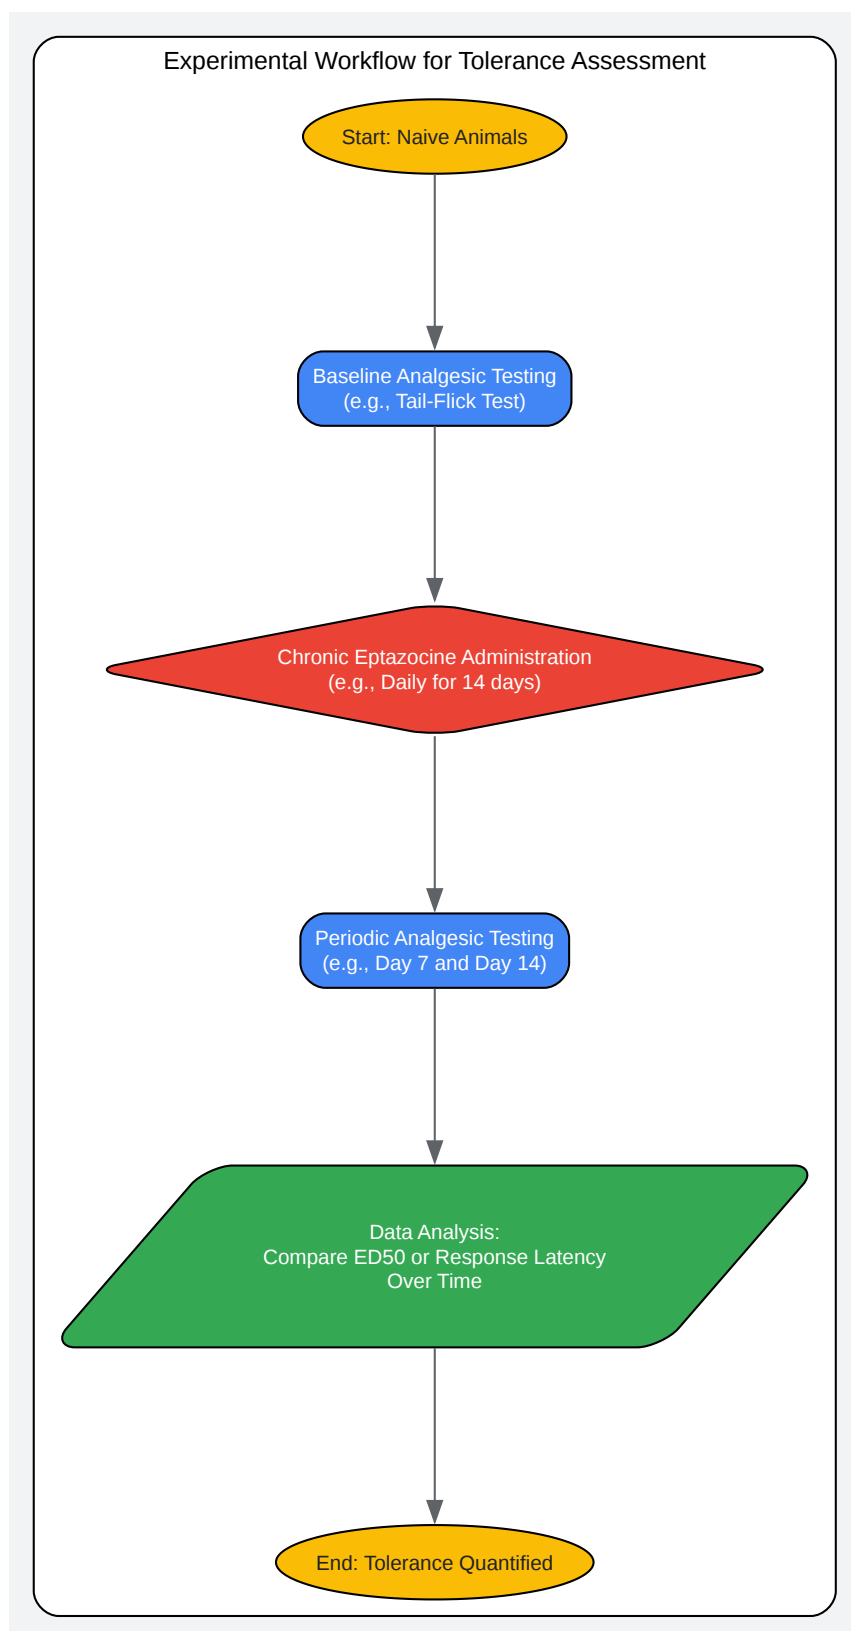 Experimental Workflow for Tolerance Assessment
Start: Naive Animals
Baseline Analgesic Testing
(e.g., Tail-Flick Test)
Chronic Eptazocine Administration
(e.g., Daily for 14 days)
Periodic Analgesic Testing
(e.g., Day 7 and Day 14)
Data Analysis:
Compare ED50 or Response Latency
Over Time
End: Tolerance Quantified